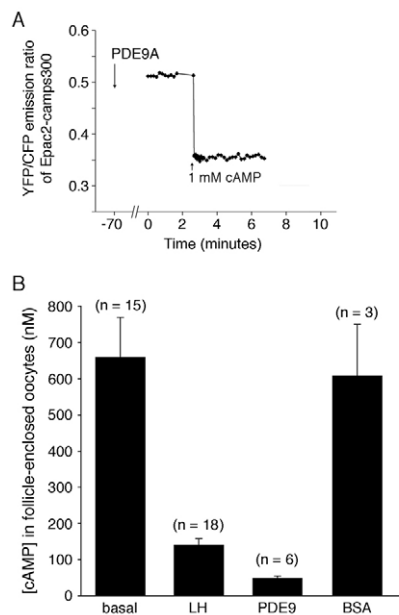 A
PDE9A
YFP/CFP emission ratio
of Epac2-camps300
0.6
0.5
0.4
0.3
1 mM cAMP
-70
0
2
4
6
8
10
Time (minutes)
B
[cAMP] in follicle-enclosed oocytes (nM)
800
700
600
500
400
300
200
100
0
(n = 15)
(n = 18)
(n = 6)
(n = 3)
basal
LH
PDE9
BSA